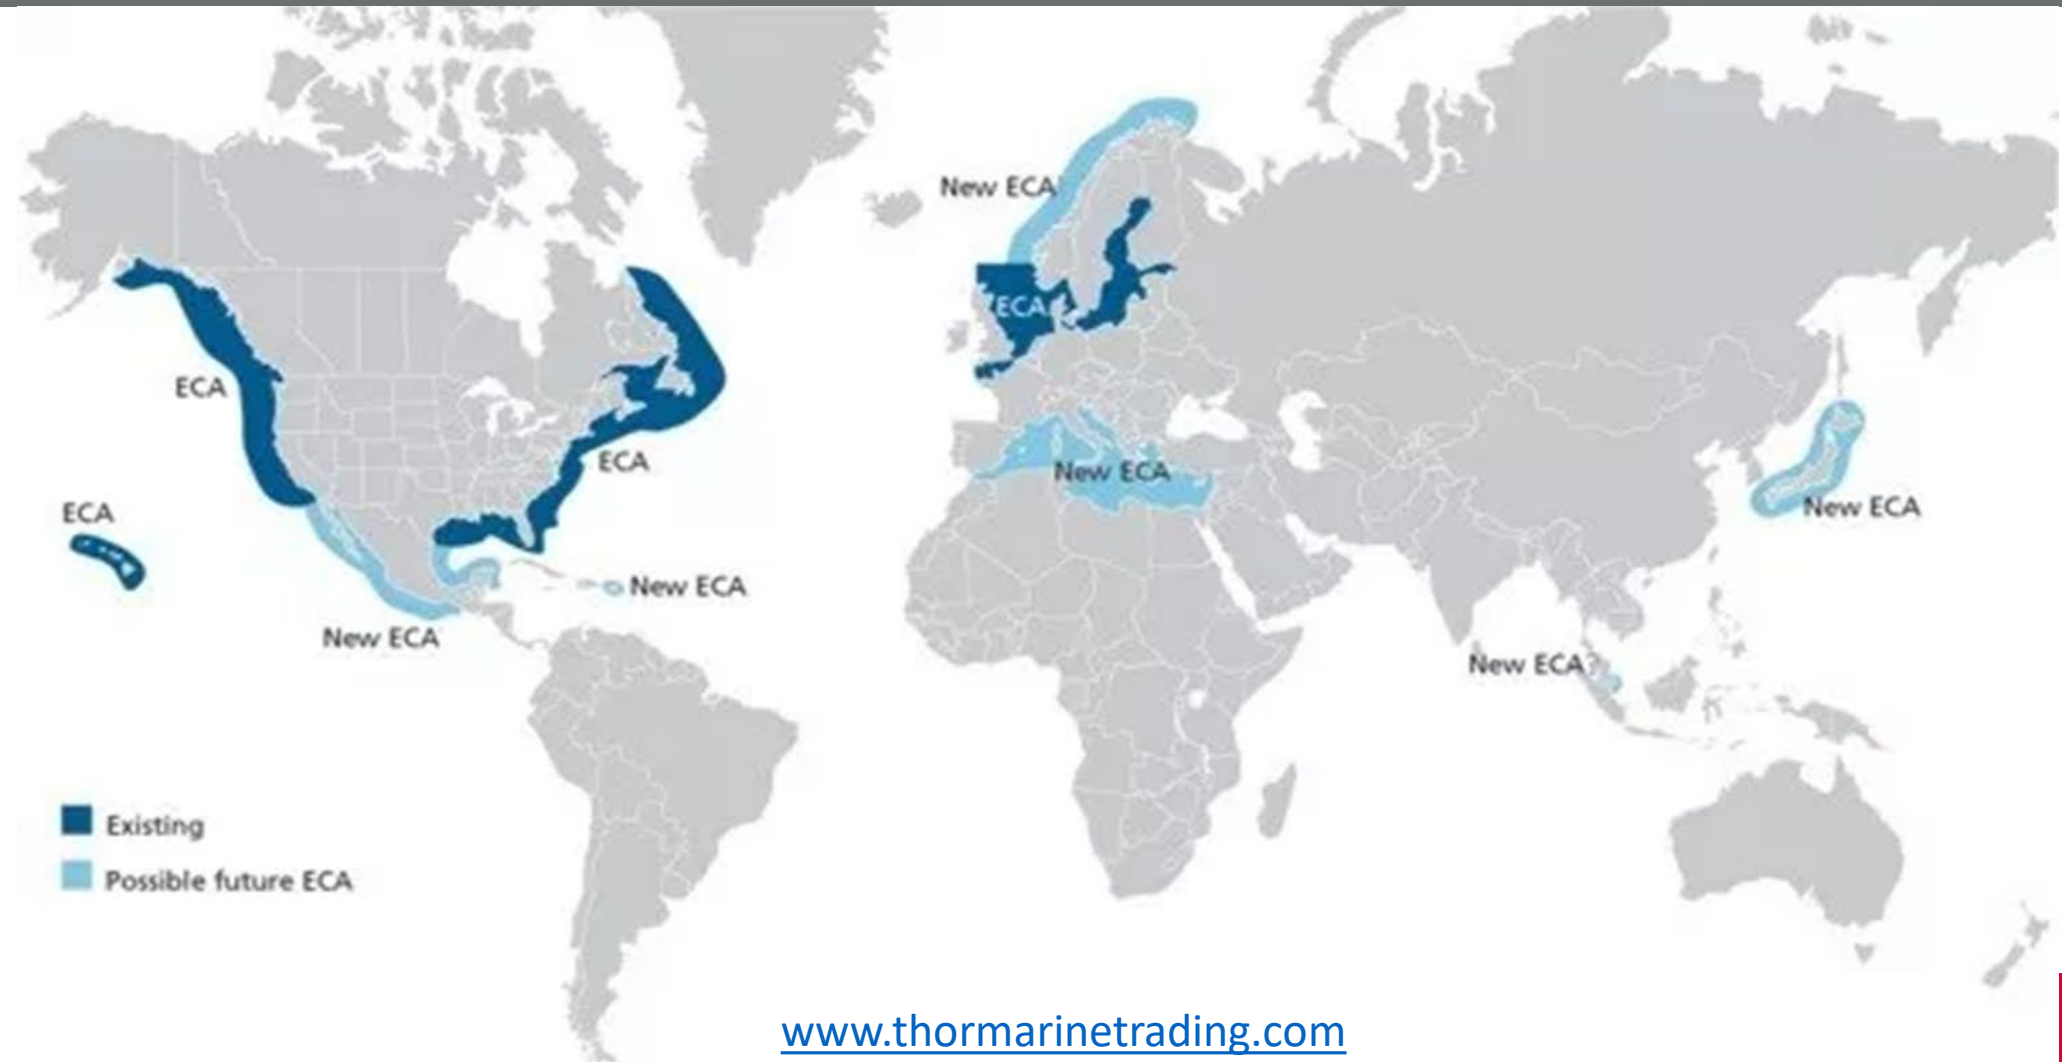 New ECA
ECA
ECA
ECA
New ECA
ECA
New ECA
New ECA
New ECA
New ECA?
Existing
Possible future ECA
www.thormarinetrading.com